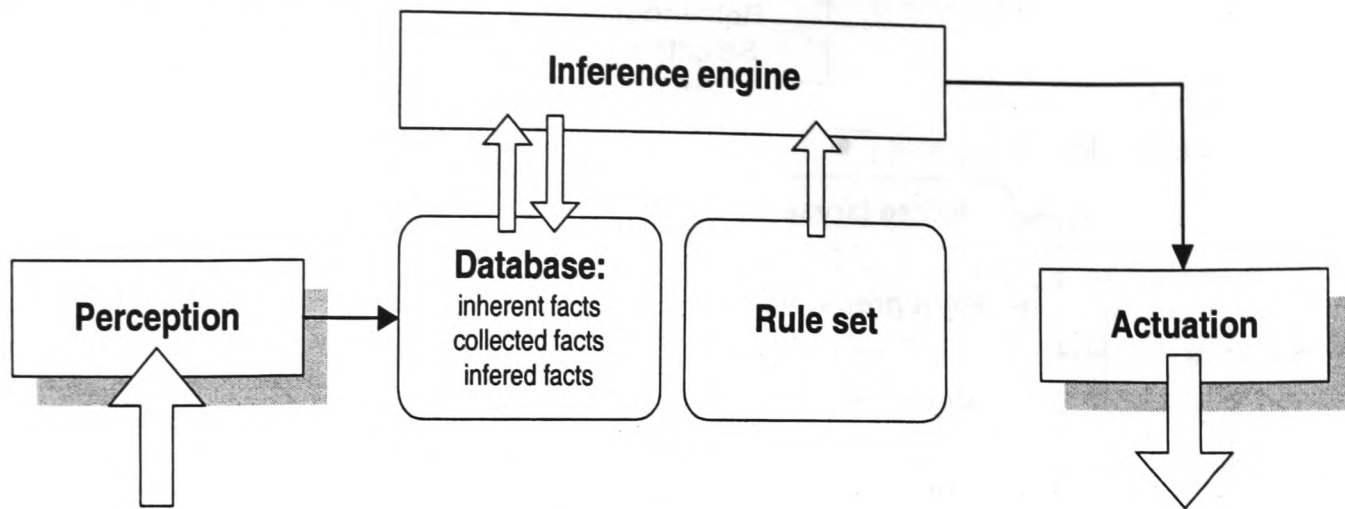 Inference engine
Database:
inherent facts
collected facts
infered facts
Perception
Rule set
Actuation